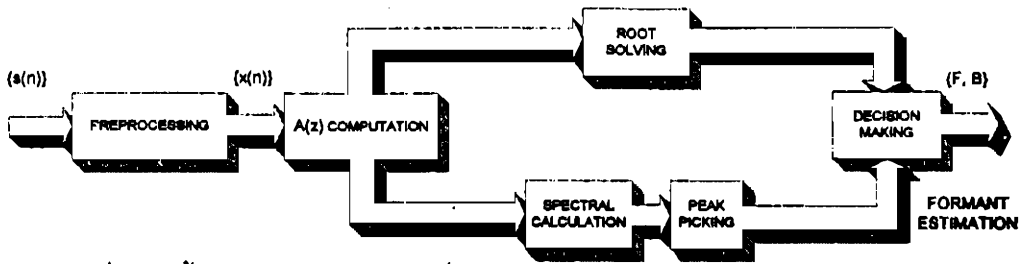 {s(n)}
FREPROCESSING
{x(n)}
A(z) COMPUTATION
ROOT
SOLVING
SPECTRAL
CALCULATION
PEAK
PICKING
DECISION
MAKING
{F, B}
FORMANT
ESTIMATION